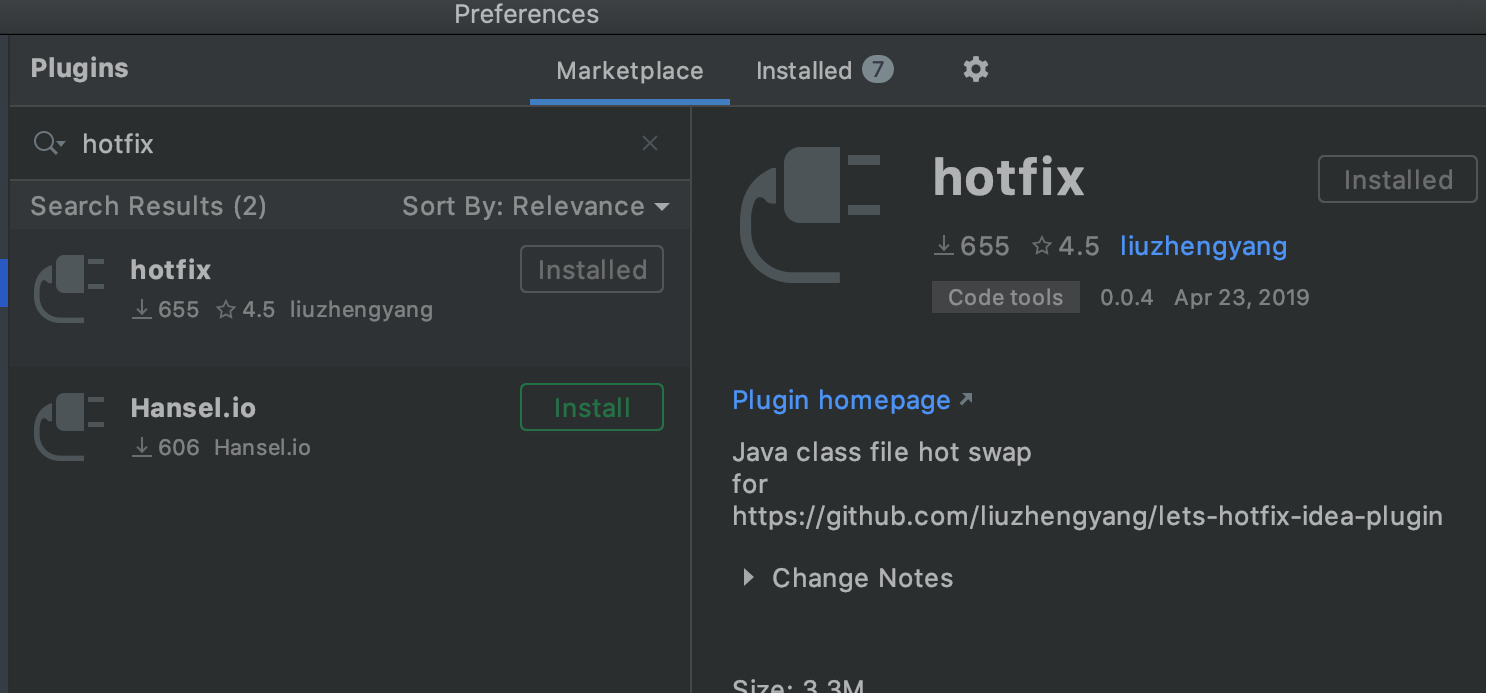 Preferences
Plugins
Marketplace
Installed 7
hotfix
Search Results (2)
Sort By: Relevance
hotfix
Installed
655 4.5 liuzhengyang
Hansel.io
Install
606 Hansel.io
hotfix
Installed
655 4.5 liuzhengyang
Code tools 0.0.4 Apr 23, 2019
Plugin homepage
Java class file hot swap
for
https://github.com/liuzhengyang/lets-hotfix-idea-plugin
Change Notes
Size: 3.3M